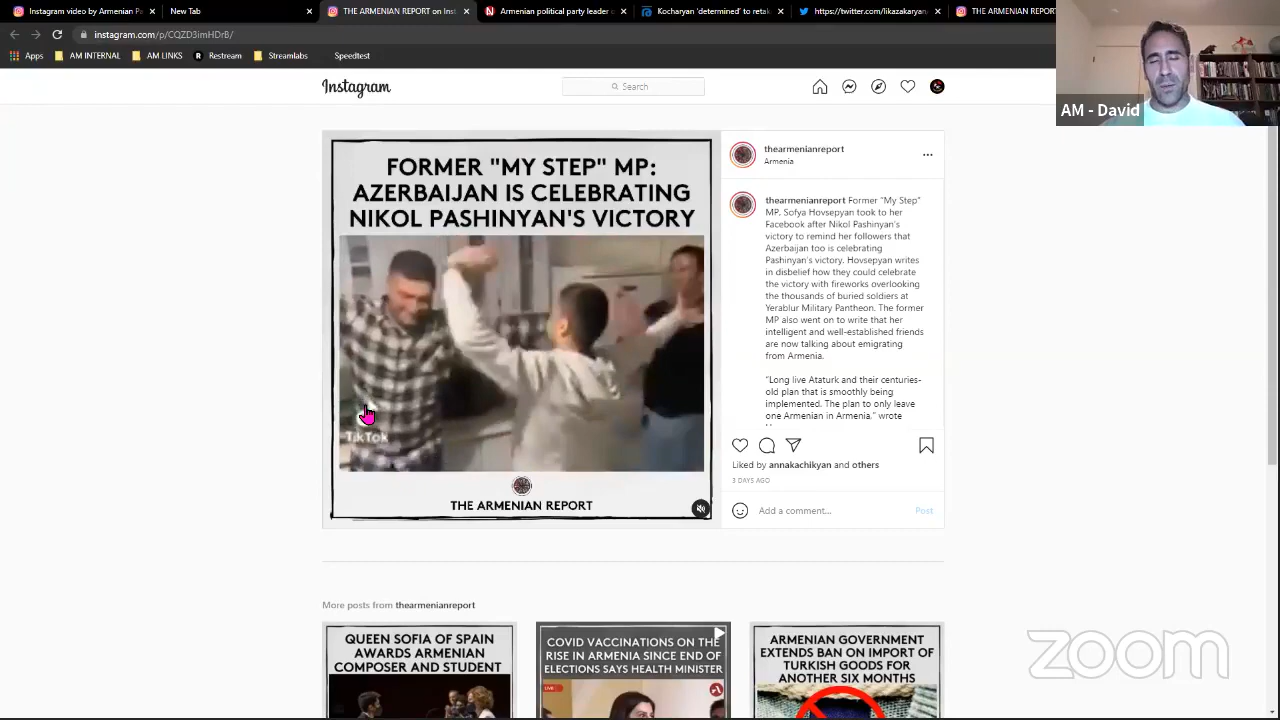 Instagram video by Armenian Pa
New Tab
THE ARMENIAN REPORT on Inst
Armenian political party leader c
Kocharyan 'determined' to retak
https://twitter.com/likazakaryan
THE ARMENIAN REPORT
instagram.com/p/CQZD3imHDrB/
Apps
AM INTERNAL
AM LINKS
Restream
Streamlabs
Speedtest
AM - David
Instagram
Search
FORMER "MY STEP" MP:
AZERBAIJAN IS CELEBRATING
NIKOL PASHINYAN'S VICTORY
TikTok
THE ARMENIAN REPORT
thearmenianreport
Armenia
thearmenianreport Former "My Step"
MP, Sofya Hovsepyan took to her
Facebook after Nikol Pashinyan's
victory to remind her followers that
Azerbaijan too is celebrating
Pashinyan's victory. Hovsepyan writes
in disbelief how they could celebrate
the victory with fireworks overlooking
the thousands of buried soldiers at
Yerablur Military Pantheon. The former
MP also went on to write that her
intelligent and well-established friends
are now talking about emigrating
from Armenia.
"Long live Ataturk and their centuries-
old plan that is smoothly being
implemented. The plan to only leave
one Armenian in Armenia," wrote
Liked by annakachikyan and others
3 DAYS AGO
Add a comment...
Post
More posts from thearmenianreport
QUEEN SOFIA OF SPAIN
AWARDS ARMENIAN
COMPOSER AND STUDENT
COVID VACCINATIONS ON THE
RISE IN ARMENIA SINCE END OF
ELECTIONS SAYS HEALTH MINISTER
LIVE
ARMENIAN GOVERNMENT
EXTENDS BAN ON IMPORT OF
TURKISH GOODS FOR
ANOTHER SIX MONTHS
zoom